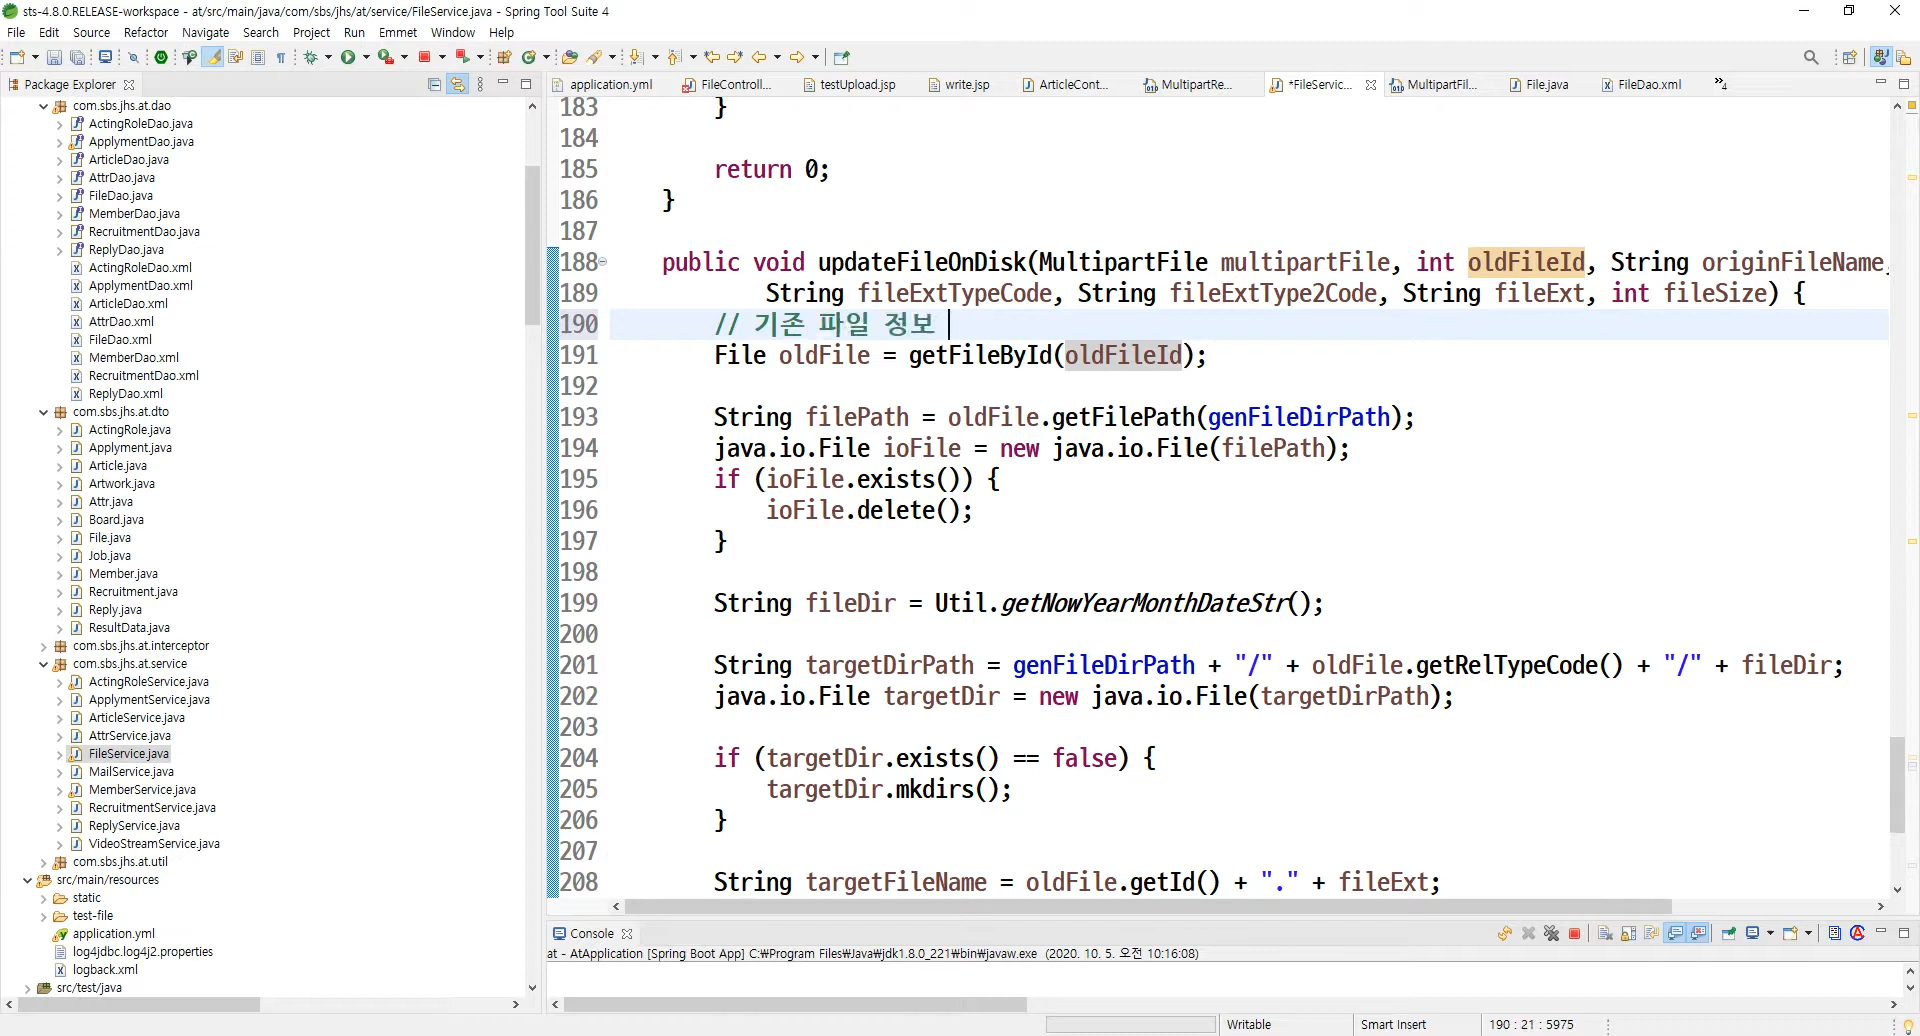 sts-4.8.0.RELEASE-workspace - at/src/main/java/com/sbs/jhs/at/service/FileService.java - Spring Tool Suite 4
File Edit Source Refactor Navigate Search Project Run Emmet Window Help
Package Explorer
com.sbs.jhs.at.dao
ActingRoleDao.java
ApplymentDao.java
ArticleDao.java
AttrDao.java
FileDao.java
MemberDao.java
RecruitmentDao.java
ReplyDao.java
ActingRoleDao.xml
ApplymentDao.xml
ArticleDao.xml
AttrDao.xml
FileDao.xml
MemberDao.xml
RecruitmentDao.xml
ReplyDao.xml
com.sbs.jhs.at.dto
ActingRole.java
Applyment.java
Article.java
Artwork.java
Attr.java
Board.java
File.java
Job.java
Member.java
Recruitment.java
Reply.java
ResultData.java
com.sbs.jhs.at.interceptor
com.sbs.jhs.at.service
ActingRoleService.java
ApplymentService.java
ArticleService.java
AttrService.java
FileService.java
MailService.java
MemberService.java
RecruitmentService.java
ReplyService.java
VideoStreamService.java
com.sbs.jhs.at.util
src/main/resources
static
test-file
application.yml
log4jdbc.log4j2.properties
logback.xml
src/test/java
application.yml FileControll... testUpload.jsp write.jsp ArticleCont... MultipartRe... *FileServic... MultipartFil... File.java FileDao.xml »4
183 }
184
185 return 0;
186 }
187
188 public void updateFileOnDisk(MultipartFile multipartFile, int oldFileId, String originFileName,
189 String fileExtTypeCode, String fileExtType2Code, String fileExt, int fileSize) {
190 // 기존 파일 정보
191 File oldFile = getFileById(oldFileId);
192
193 String filePath = oldFile.getFilePath(genFileDirPath);
194 java.io.File ioFile = new java.io.File(filePath);
195 if (ioFile.exists()) {
196 ioFile.delete();
197 }
198
199 String fileDir = Util.getNowYearMonthDateStr();
200
201 String targetDirPath = genFileDirPath + "/" + oldFile.getRelTypeCode() + "/" + fileDir;
202 java.io.File targetDir = new java.io.File(targetDirPath);
203
204 if (targetDir.exists() == false) {
205 targetDir.mkdirs();
206 }
207
208 String targetFileName = oldFile.getId() + "." + fileExt;
Console
at - AtApplication [Spring Boot App] C:₩Program Files₩Java₩jdk1.8.0_221₩bin₩javaw.exe (2020. 10. 5. 오전 10:16:08)
Writable Smart Insert 190 : 21 : 5975